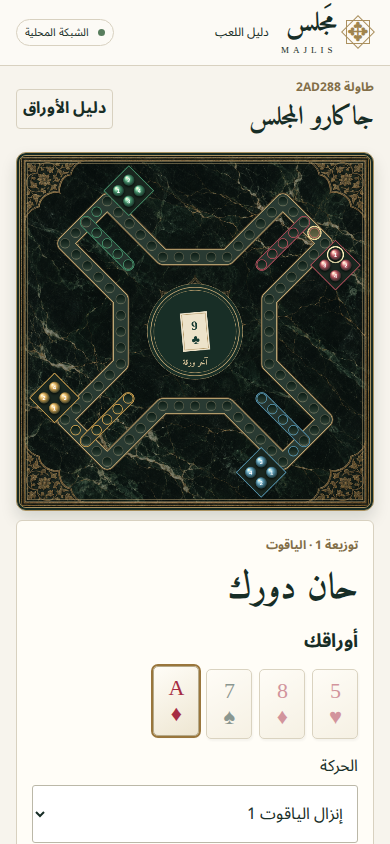 مَجلس
MAJLIS
دليل اللعب
الشبكة المحلية
طاولة 2AD288
جاكارو المجلس
دليل الأوراق
9
♣
آخر ورقة
توزيعة 1 · الياقوت
حان دورك
أوراقك
5
♥
8
♦
7
♠
A
♦
الحركة
إنزال الياقوت 1